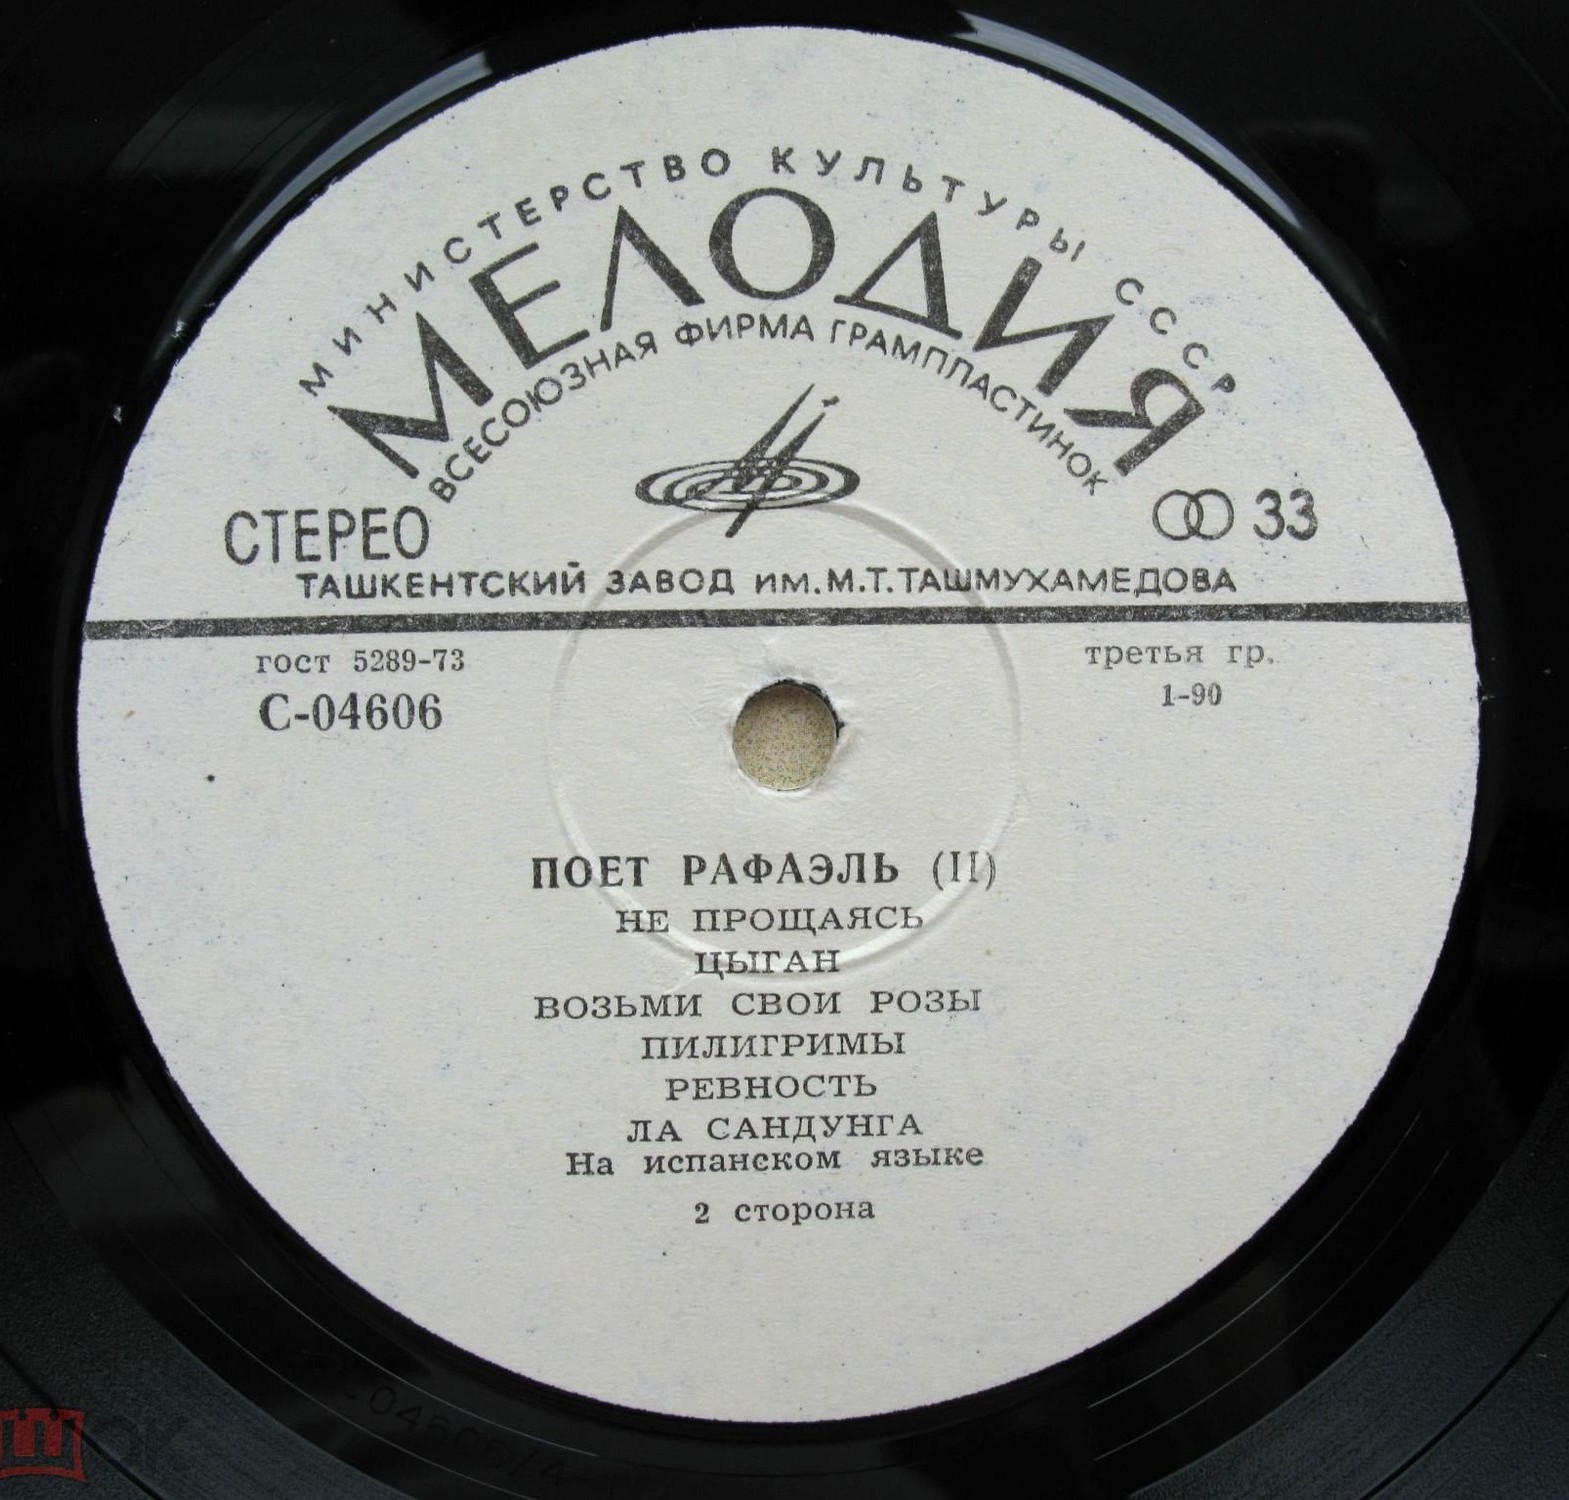 МИНИСТЕРСТВО КУЛЬТУРЫ СССР
МЕЛОДИЯ
ВСЕСОЮЗНАЯ ФИРМА ГРАМПЛАСТИНОК
СТЕРЕО
33
ТАШКЕНТСКИЙ ЗАВОД ИМ. М.Т.ТАШМУХАМЕДОВА
гост 5289-73
третья гр.
С-04606
1-90
ПОЕТ РАФАЭЛЬ (II)
НЕ ПРОЩАЯСЬ
ЦЫГАН
ВОЗЬМИ СВОИ РОЗЫ
ПИЛИГРИМЫ
РЕВНОСТЬ
ЛА САНДУНГА
На испанском языке
2 сторона